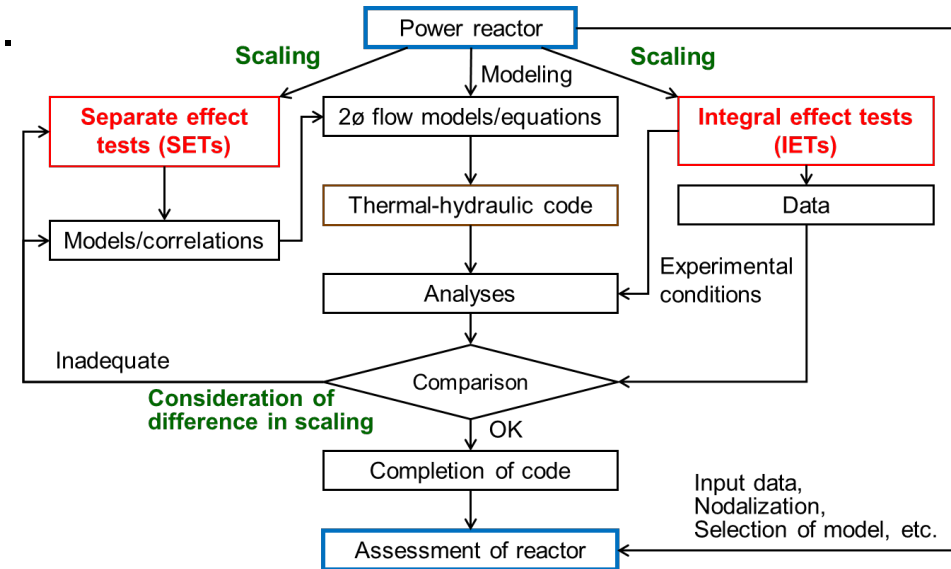 Power reactor
Scaling
Modeling
Scaling
Separate effect
tests (SETs)
2ø flow models/equations
Integral effect tests
(IETs)
Thermal-hydraulic code
Data
Models/correlations
Experimental
conditions
Analyses
Inadequate
Comparison
Consideration of
difference in scaling
OK
Completion of code
Input data,
Nodalization,
Selection of model, etc.
Assessment of reactor